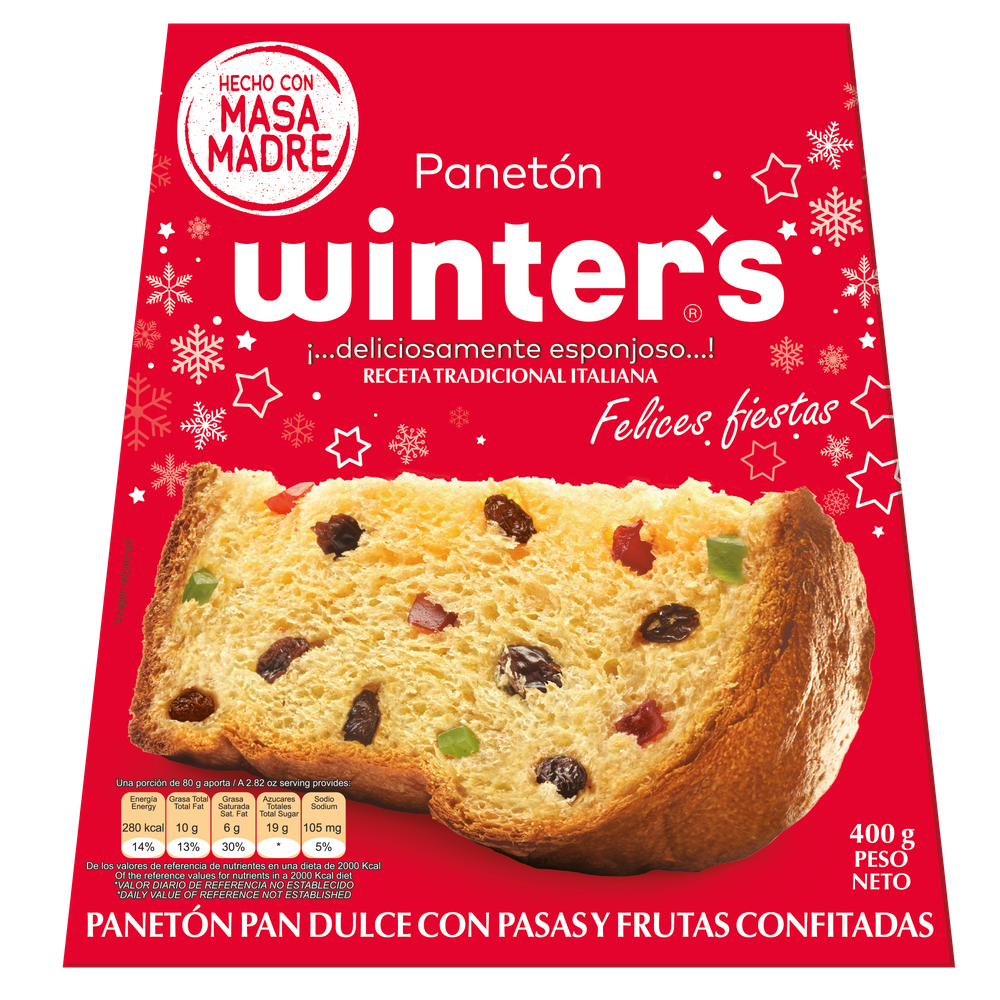 HECHO CON
MASA
MADRE
Panetón
winter's
®
¡...deliciosamente esponjoso...!
RECETA TRADICIONAL ITALIANA
Felices fiestas
Una porción de 80 g aporta / A 2.82 oz serving provides:
Energía Energy 280 kcal 14%
Grasa Total Total Fat 10 g 13%
Grasa Saturada Sat. Fat 6 g 30%
Azucares Totales Total Sugar 19 g *
Sodio Sodium 105 mg 5%
De los valores de referencia de nutrientes en una dieta de 2000 Kcal
Of the reference values for nutrients in a 2000 Kcal diet
*VALOR DIARIO DE REFERENCIA NO ESTABLECIDO
*DAILY VALUE OF REFERENCE NOT ESTABLISHED
400 g
PESO
NETO
PANETÓN PAN DULCE CON PASAS Y FRUTAS CONFITADAS